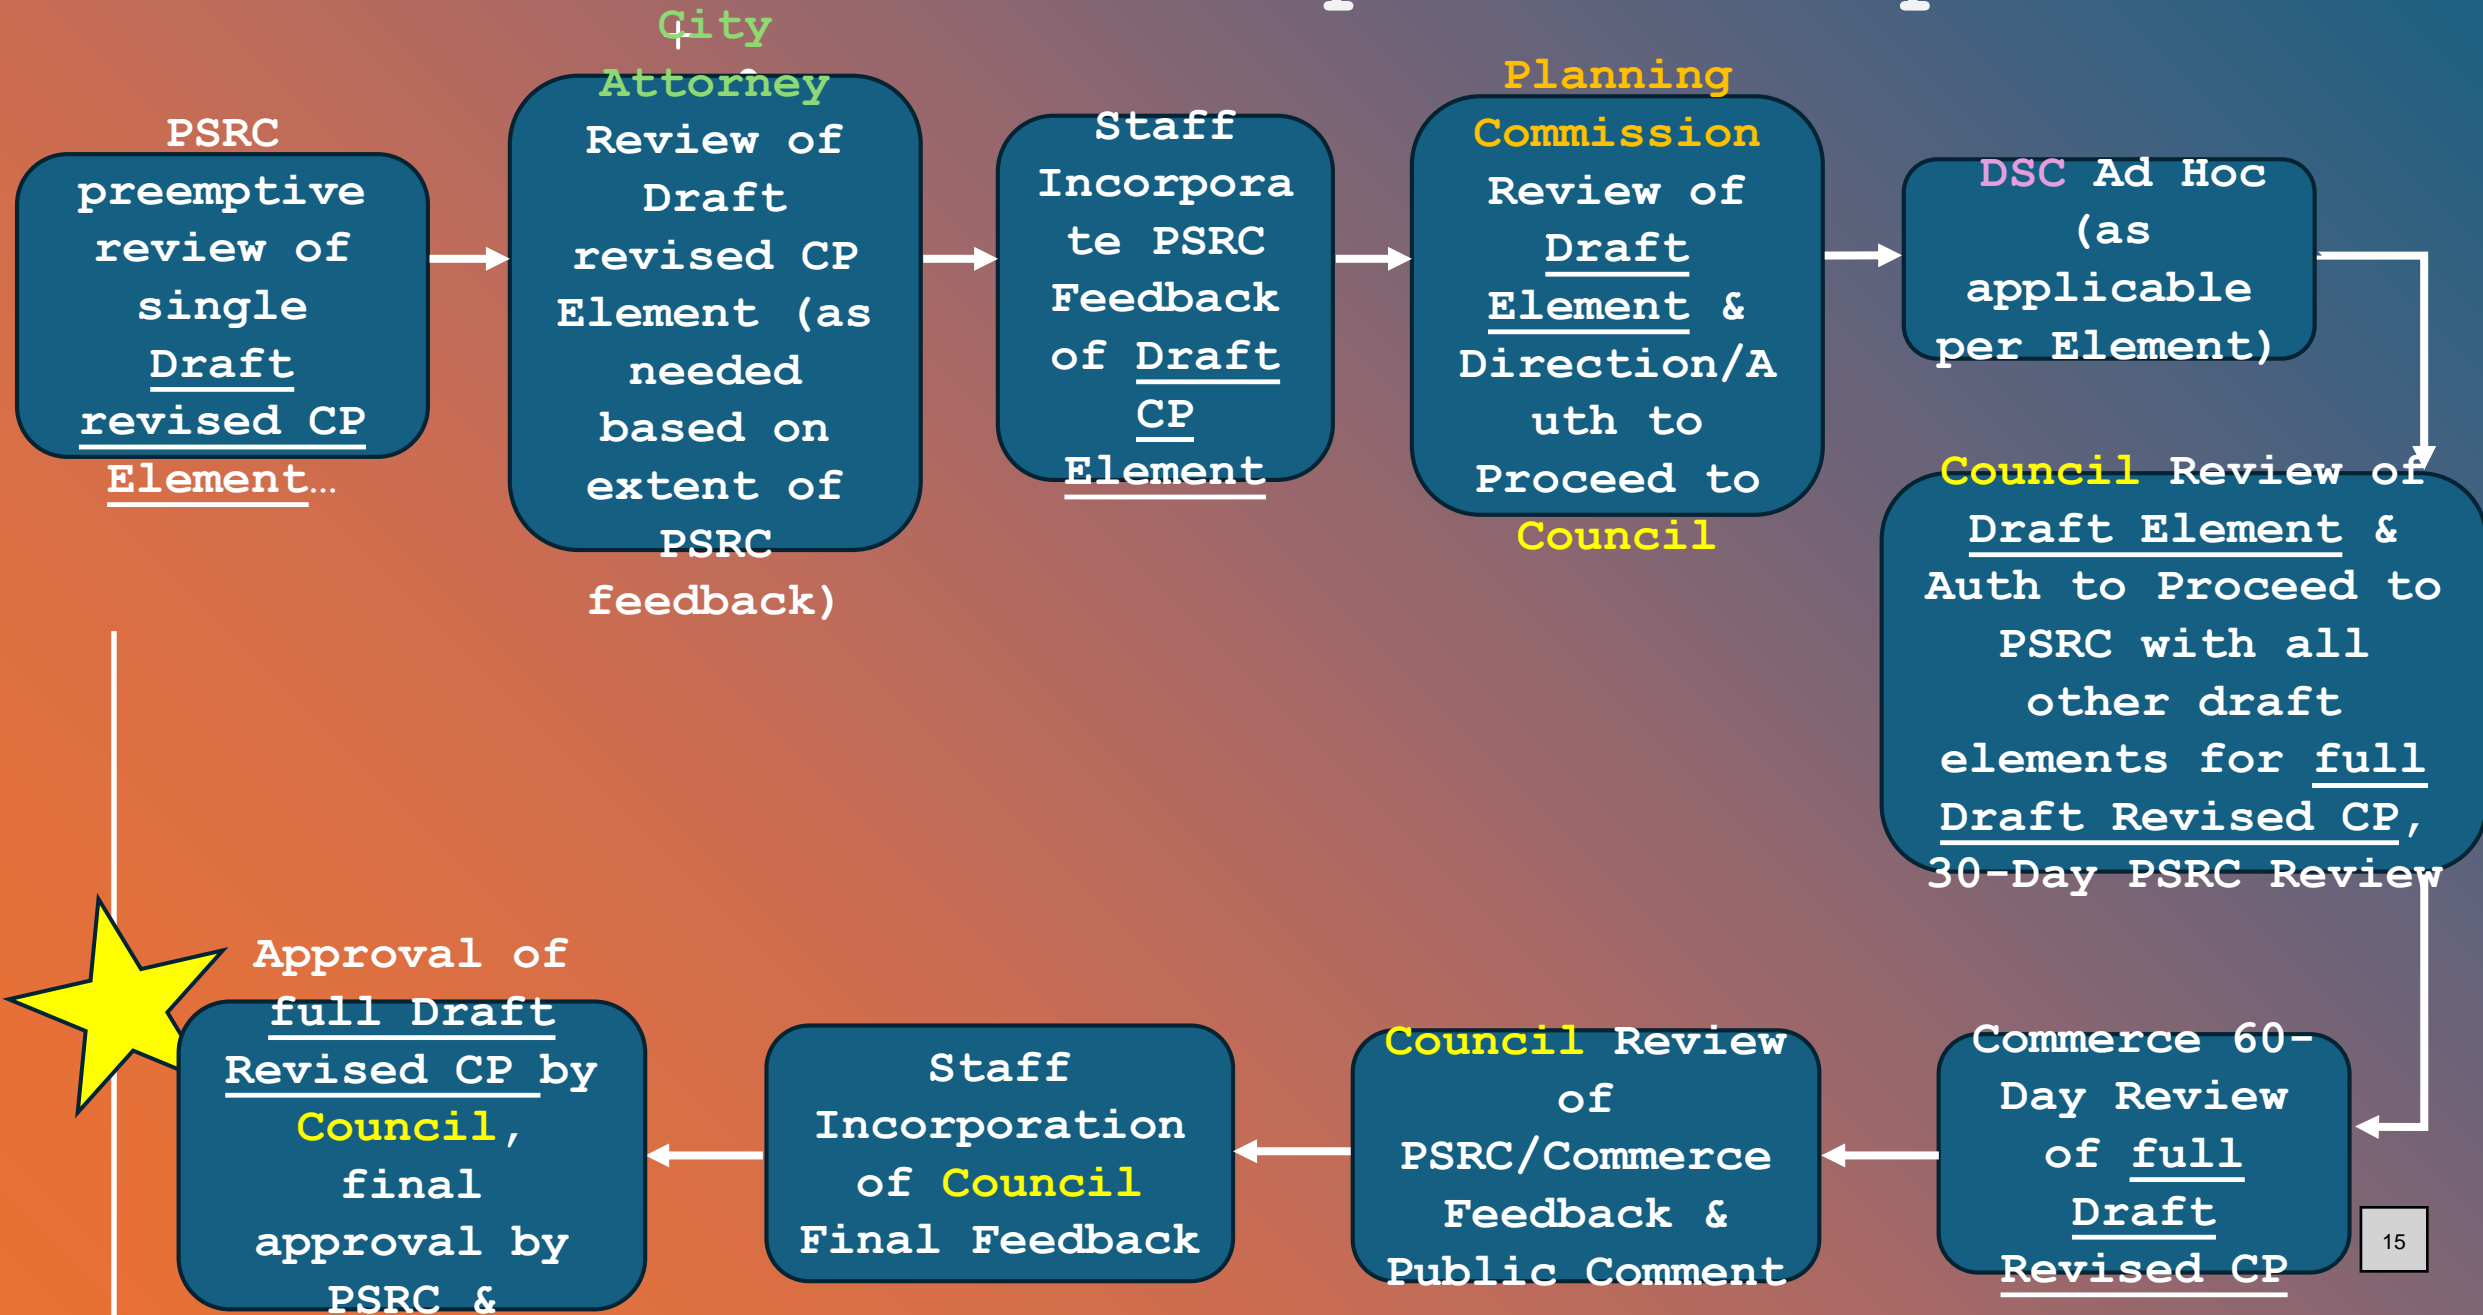 PSRC
preemptive
review of
single
Draft
revised CP
Element…
City
Attorney
Review of
Draft
revised CP
Element (as
needed
based on
extent of
PSRC
feedback)
Staff
Incorpora
te PSRC
Feedback
of Draft
CP
Element
Planning
Commission
Review of
Draft
Element &
Direction/A
uth to
Proceed to
Council
DSC Ad Hoc
(as
applicable
per Element)
Council Review of
Draft Element &
Auth to Proceed to
PSRC with all
other draft
elements for full
Draft Revised CP,
30-Day PSRC Review
Commerce 60-
Day Review
of full
Draft
Revised CP
Council Review
of
PSRC/Commerce
Feedback &
Public Comment
Staff
Incorporation
of Council
Final Feedback
Approval of
full Draft
Revised CP by
Council,
final
approval by
PSRC &
15